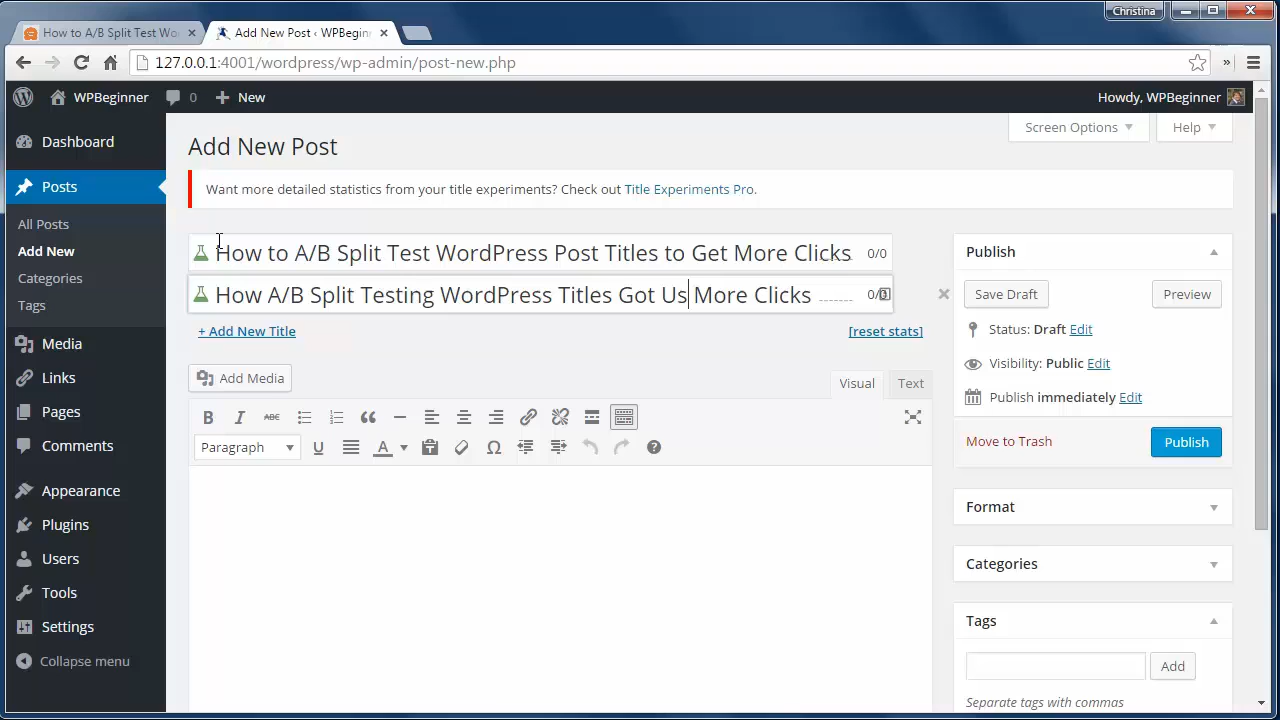 Christina
How to A/B Split Test Wo
Add New Post ‹ WPBegin
127.0.0.1:4001/wordpress/wp-admin/post-new.php
WPBeginner
0
New
Howdy, WPBeginner
Screen Options
Help
Dashboard
Posts
All Posts
Add New
Categories
Tags
Media
Links
Pages
Comments
Appearance
Plugins
Users
Tools
Settings
Collapse menu
Add New Post
Want more detailed statistics from your title experiments? Check out Title Experiments Pro.
How to A/B Split Test WordPress Post Titles to Get More Clicks 0/0
How A/B Split Testing WordPress Titles Got Us More Clicks 0/
+ Add New Title
[reset stats]
Add Media
Visual
Text
B I ABC
Paragraph U A Ω
Publish
Save Draft
Preview
Status: Draft Edit
Visibility: Public Edit
Publish immediately Edit
Move to Trash
Publish
Format
Categories
Tags
Add
Separate tags with commas